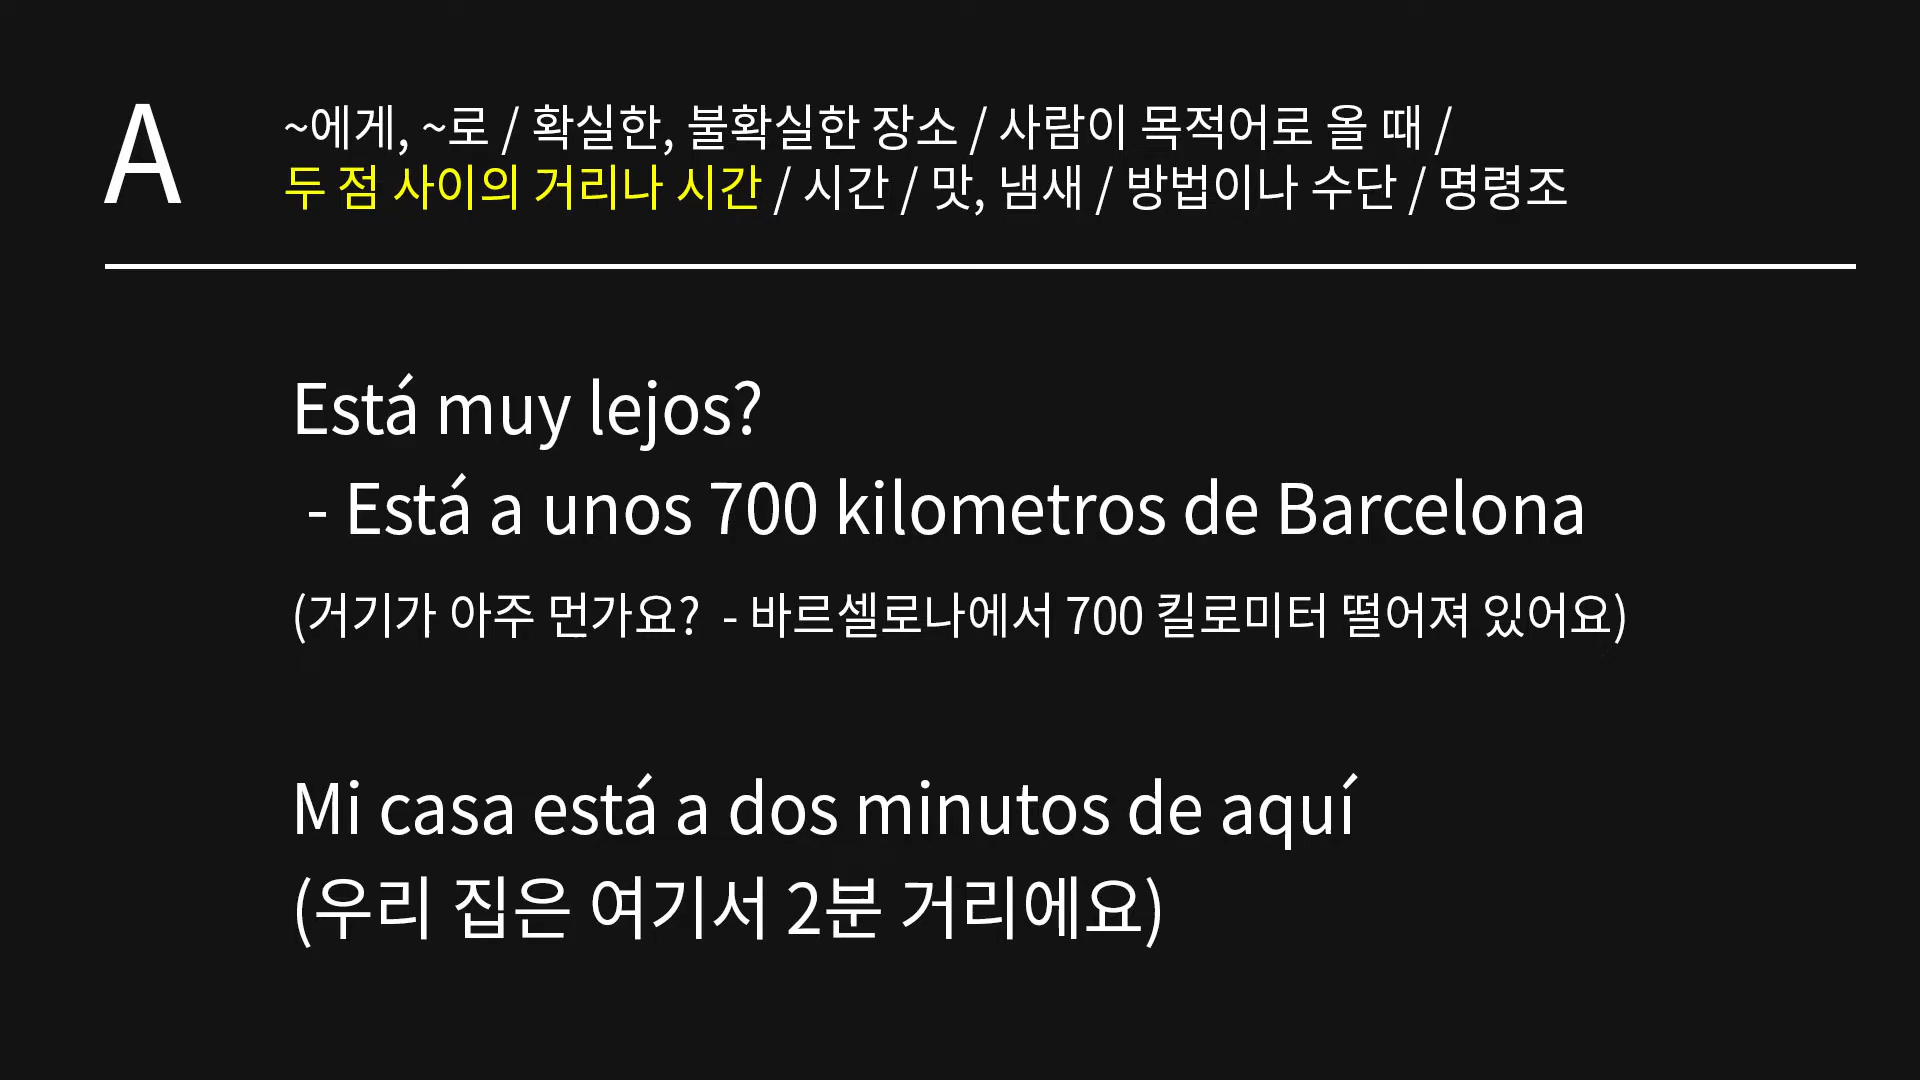 A
~에게, ~로 / 확실한, 불확실한 장소 / 사람이 목적어로 올 때 /
두 점 사이의 거리나 시간 / 시간 / 맛, 냄새 / 방법이나 수단 / 명령조
Está muy lejos?
- Está a unos 700 kilometros de Barcelona
(거기가 아주 먼가요?  - 바르셀로나에서 700 킬로미터 떨어져 있어요)
Mi casa está a dos minutos de aquí
(우리 집은 여기서 2분 거리에요)